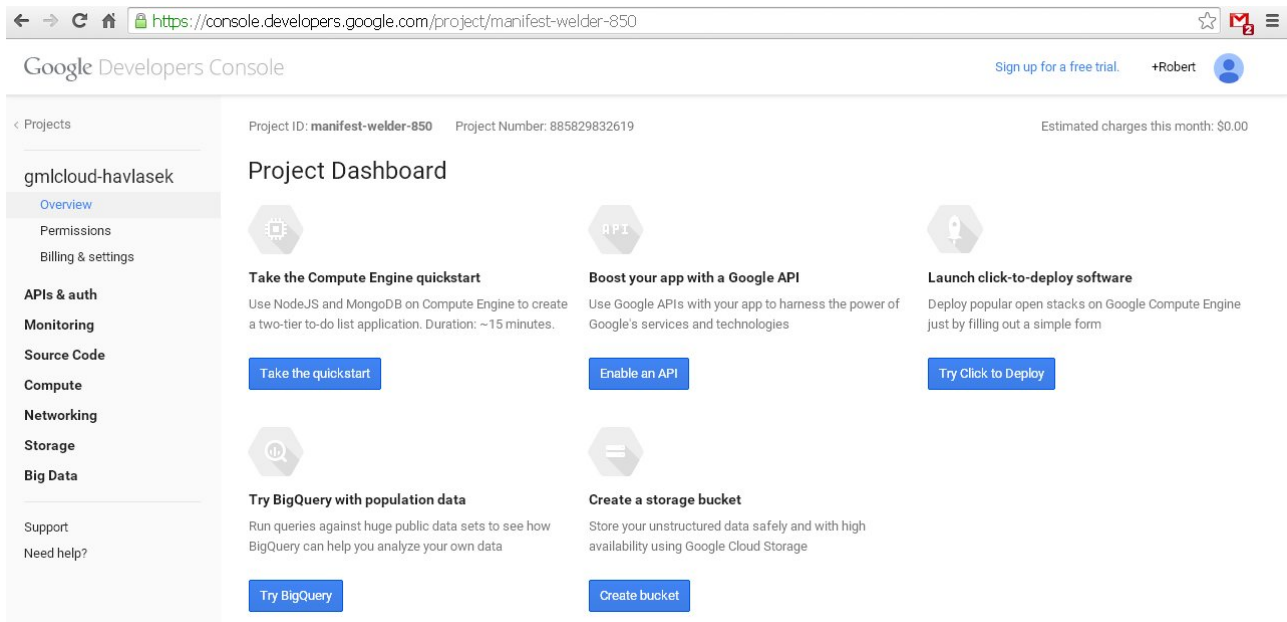 https://console.developers.google.com/project/manifest-welder-850
2
Google Developers Console
Sign up for a free trial.
+Robert
< Projects
gmlcloud-havlasek
Overview
Permissions
Billing & settings
APIs & auth
Monitoring
Source Code
Compute
Networking
Storage
Big Data
Support
Need help?
Project ID: manifest-welder-850 Project Number: 885829832619
Estimated charges this month: $0.00
Project Dashboard
Take the Compute Engine quickstart
Use NodeJS and MongoDB on Compute Engine to create
a two-tier to-do list application. Duration: ~15 minutes.
Take the quickstart
API
Boost your app with a Google API
Use Google APIs with your app to harness the power of
Google's services and technologies
Enable an API
Launch click-to-deploy software
Deploy popular open stacks on Google Compute Engine
just by filling out a simple form
Try Click to Deploy
Try BigQuery with population data
Run queries against huge public data sets to see how
BigQuery can help you analyze your own data
Try BigQuery
Create a storage bucket
Store your unstructured data safely and with high
availability using Google Cloud Storage
Create bucket